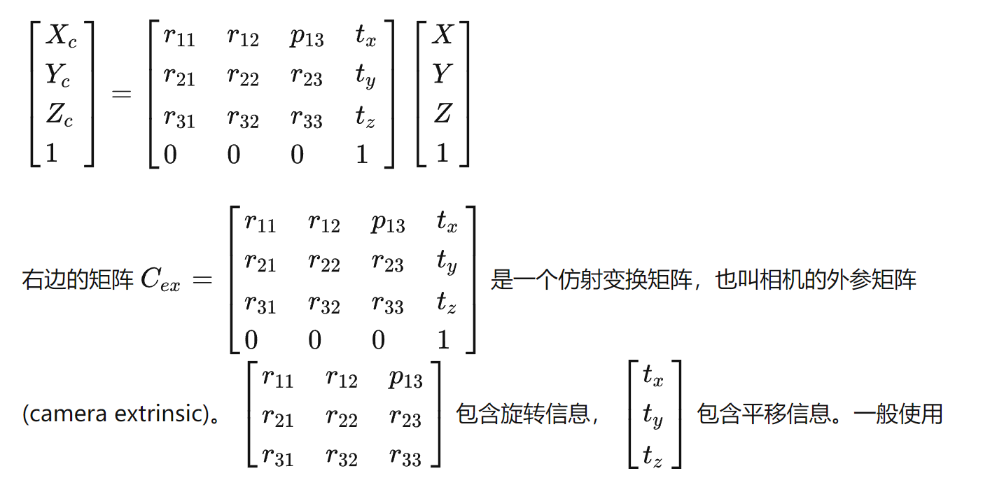 \begin{bmatrix} X_c \\ Y_c \\ Z_c \\ 1 \end{bmatrix} = \begin{bmatrix} r_{11} & r_{12} & p_{13} & t_x \\ r_{21} & r_{22} & r_{23} & t_y \\ r_{31} & r_{32} & r_{33} & t_z \\ 0 & 0 & 0 & 1 \end{bmatrix} \begin{bmatrix} X \\ Y \\ Z \\ 1 \end{bmatrix}
右边的矩阵 C_{ex} = \begin{bmatrix} r_{11} & r_{12} & p_{13} & t_x \\ r_{21} & r_{22} & r_{23} & t_y \\ r_{31} & r_{32} & r_{33} & t_z \\ 0 & 0 & 0 & 1 \end{bmatrix} 是一个仿射变换矩阵，也叫相机的外参矩阵
(camera extrinsic)。 \begin{bmatrix} r_{11} & r_{12} & p_{13} \\ r_{21} & r_{22} & r_{23} \\ r_{31} & r_{32} & r_{33} \end{bmatrix} 包含旋转信息， \begin{bmatrix} t_x \\ t_y \\ t_z \end{bmatrix} 包含平移信息。一般使用